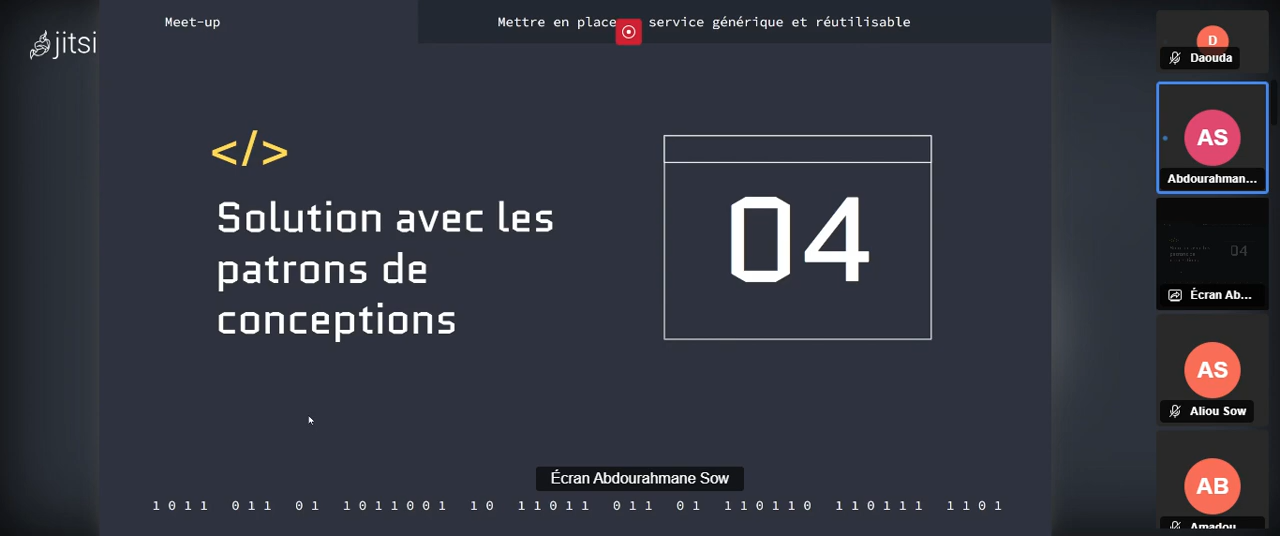 Meet-up
Mettre en place service générique et réutilisable
jitsi
</>
Solution avec les
patrons de
conceptions
04
Écran Abdourahmane Sow
1011 011 01 1011001 10 11011 011 01 110110 110111 1101
D
Daouda
AS
Abdourahman...
04
Écran Ab...
AS
Aliou Sow
AB
Amadou